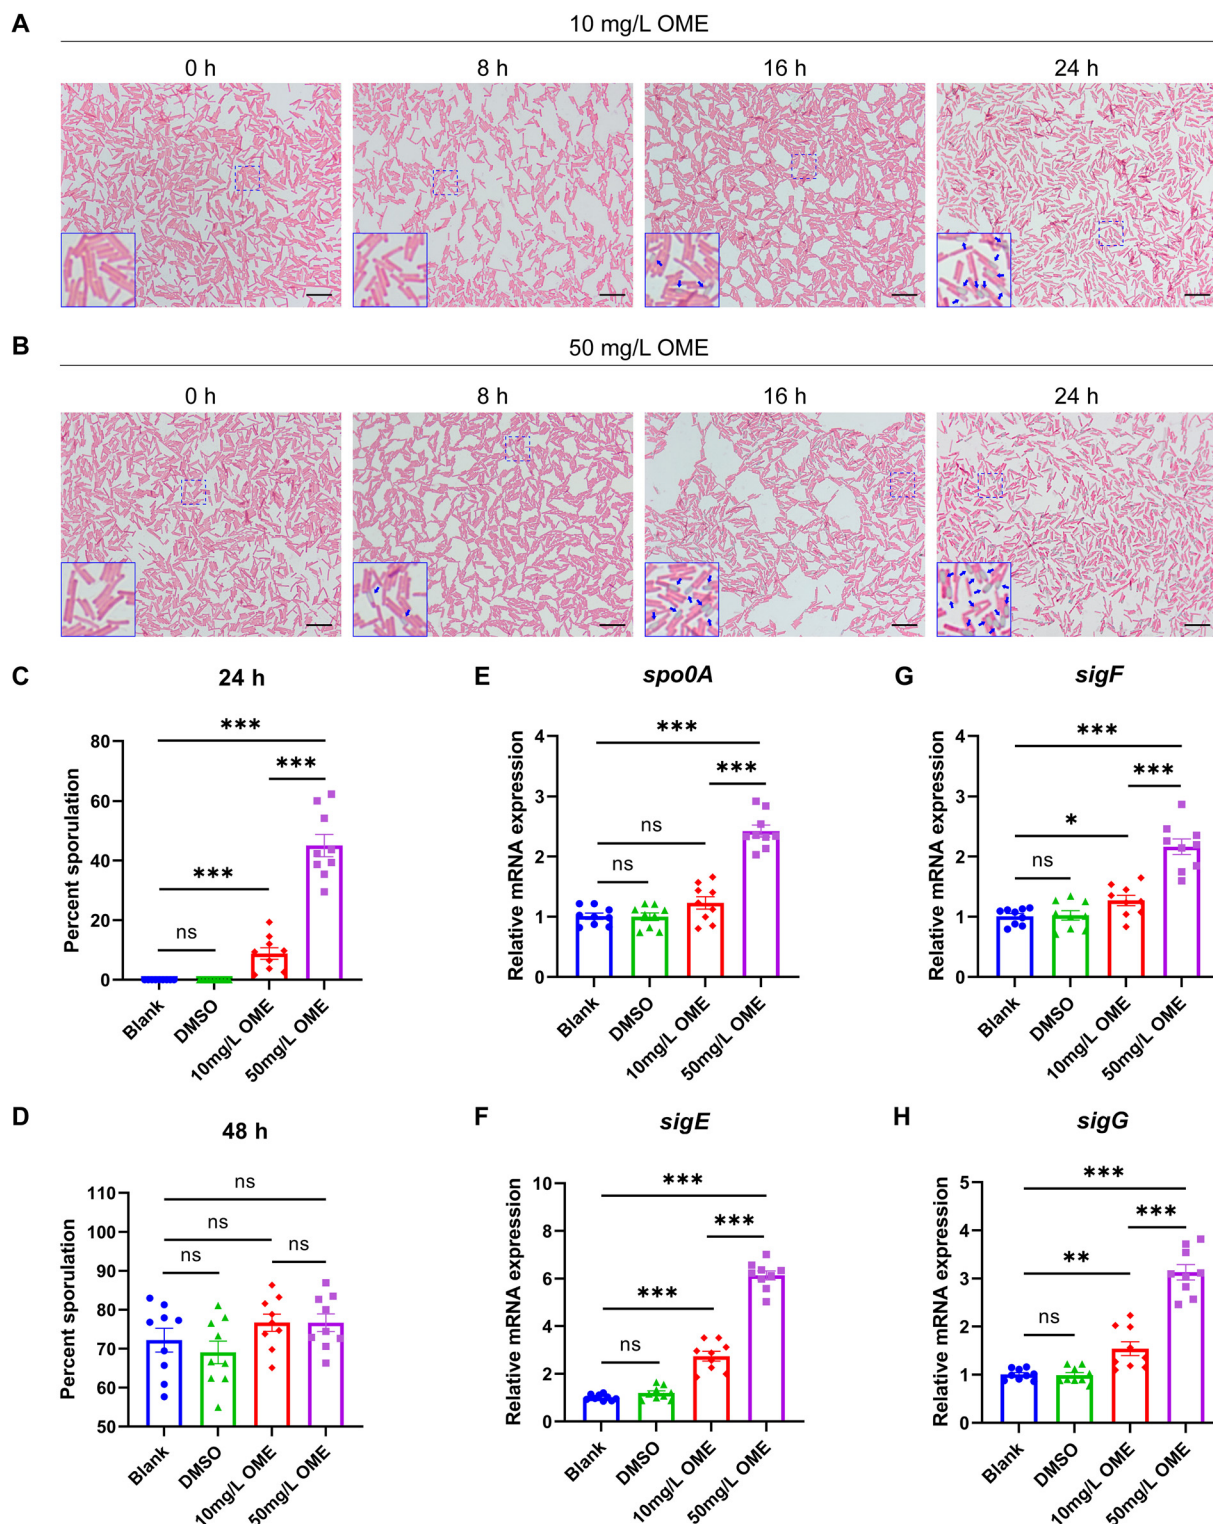 A
10 mg/L OME
0 h 8 h 16 h 24 h
B
50 mg/L OME
0 h 8 h 16 h 24 h
C
24 h
***
***
***
ns
Percent sporulation
80
60
40
20
0
Blank DMSO 10mg/L OME 50mg/L OME
E
spo0A
***
***
ns
ns
Relative mRNA expression
4
3
2
1
0
Blank DMSO 10mg/L OME 50mg/L OME
G
sigF
***
***
*
ns
Relative mRNA expression
4
3
2
1
0
Blank DMSO 10mg/L OME 50mg/L OME
D
48 h
ns
ns
ns ns
Percent sporulation
110
100
90
80
70
60
50
Blank DMSO 10mg/L OME 50mg/L OME
F
sigE
***
***
***
ns
Relative mRNA expression
10
8
6
4
2
0
Blank DMSO 10mg/L OME 50mg/L OME
H
sigG
***
***
**
ns
Relative mRNA expression
5
4
3
2
1
0
Blank DMSO 10mg/L OME 50mg/L OME